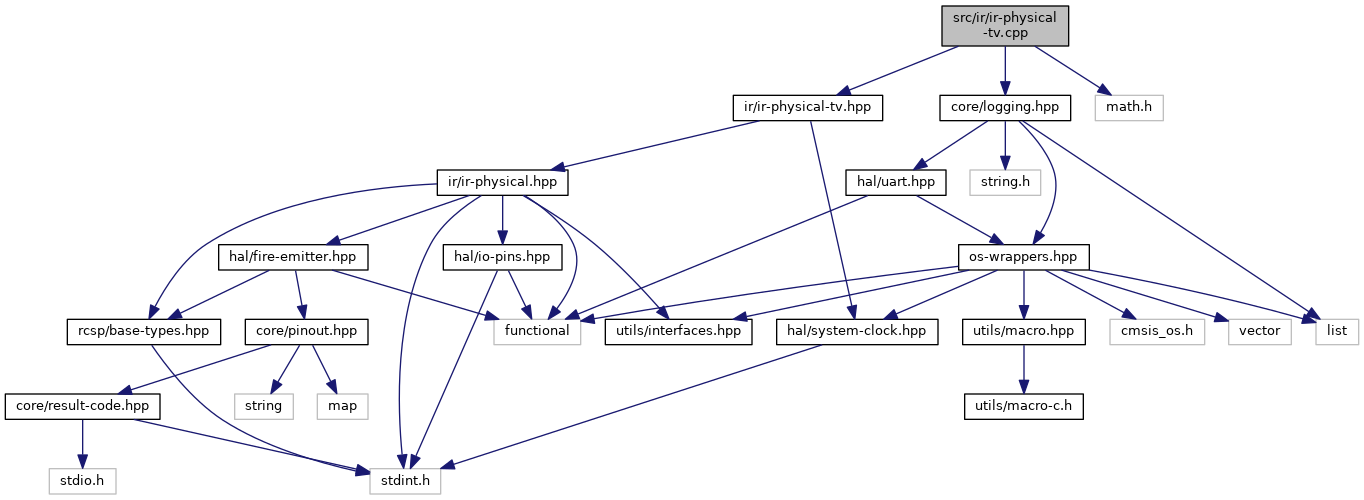 src/ir/ir-physical
-tv.cpp
ir/ir-physical-tv.hpp
core/logging.hpp
math.h
ir/ir-physical.hpp
hal/uart.hpp
string.h
hal/fire-emitter.hpp
hal/io-pins.hpp
os-wrappers.hpp
rcsp/base-types.hpp
core/pinout.hpp
functional
utils/interfaces.hpp
hal/system-clock.hpp
utils/macro.hpp
cmsis_os.h
vector
list
core/result-code.hpp
string
map
utils/macro-c.h
stdio.h
stdint.h